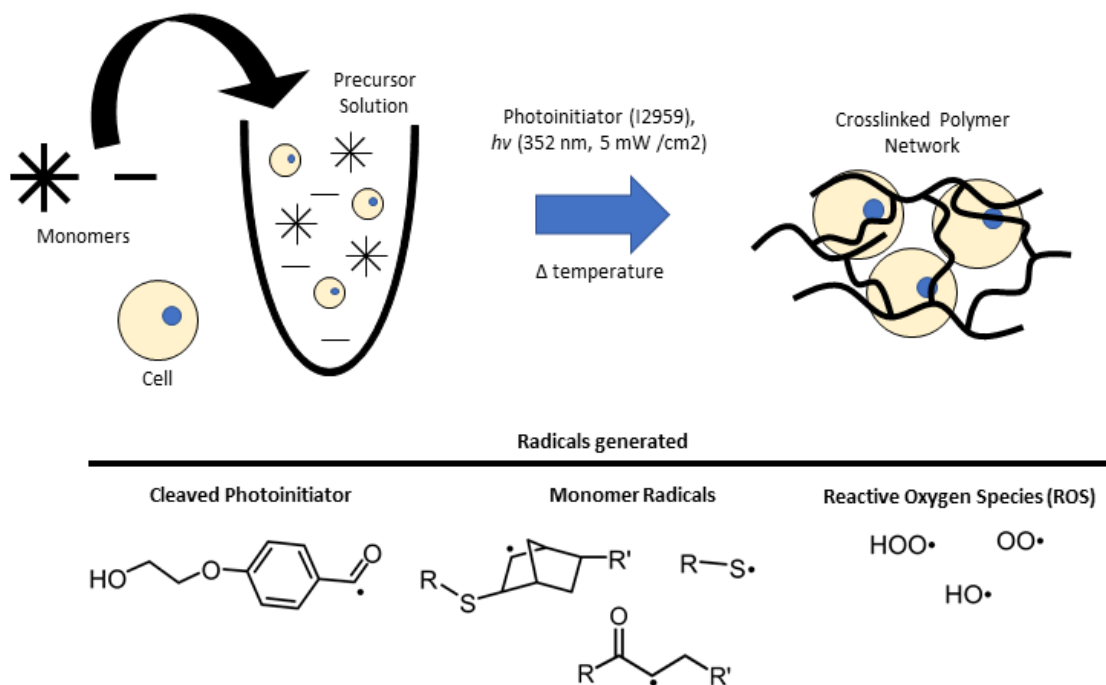 Precursor
Solution
Monomers
Cell
Photoinitiator (I2959),
hv (352 nm, 5 mW /cm2)
Δ temperature
Crosslinked Polymer
Network
Radicals generated
Cleaved Photoinitiator
Monomer Radicals
Reactive Oxygen Species (ROS)
HO
O
O
R
S
R'
R
S•
O
R
R'
HOO•
OO•
HO•